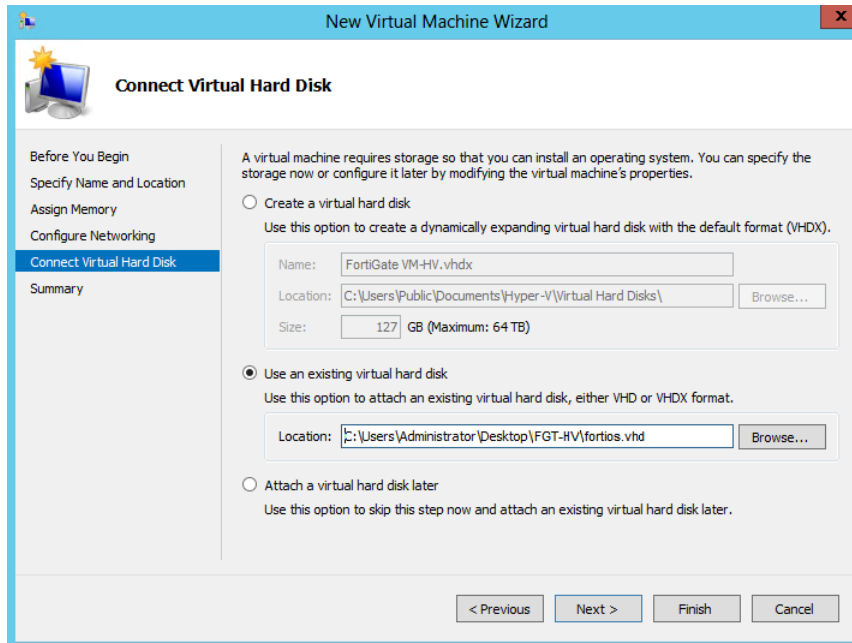 New Virtual Machine Wizard
x
Connect Virtual Hard Disk
Before You Begin
Specify Name and Location
Assign Memory
Configure Networking
Connect Virtual Hard Disk
Summary
A virtual machine requires storage so that you can install an operating system. You can specify the
storage now or configure it later by modifying the virtual machine's properties.
Create a virtual hard disk
Use this option to create a dynamically expanding virtual hard disk with the default format (VHDX).
Name: FortiGate VM-HV.vhdx
Location: C:\Users\Public\Documents\Hyper-V\Virtual Hard Disks\ Browse...
Size: 127 GB (Maximum: 64 TB)
Use an existing virtual hard disk
Use this option to attach an existing virtual hard disk, either VHD or VHDX format.
Location: C:\Users\Administrator\Desktop\FGT-HV\fortios.vhd Browse...
Attach a virtual hard disk later
Use this option to skip this step now and attach an existing virtual hard disk later.
< Previous Next > Finish Cancel